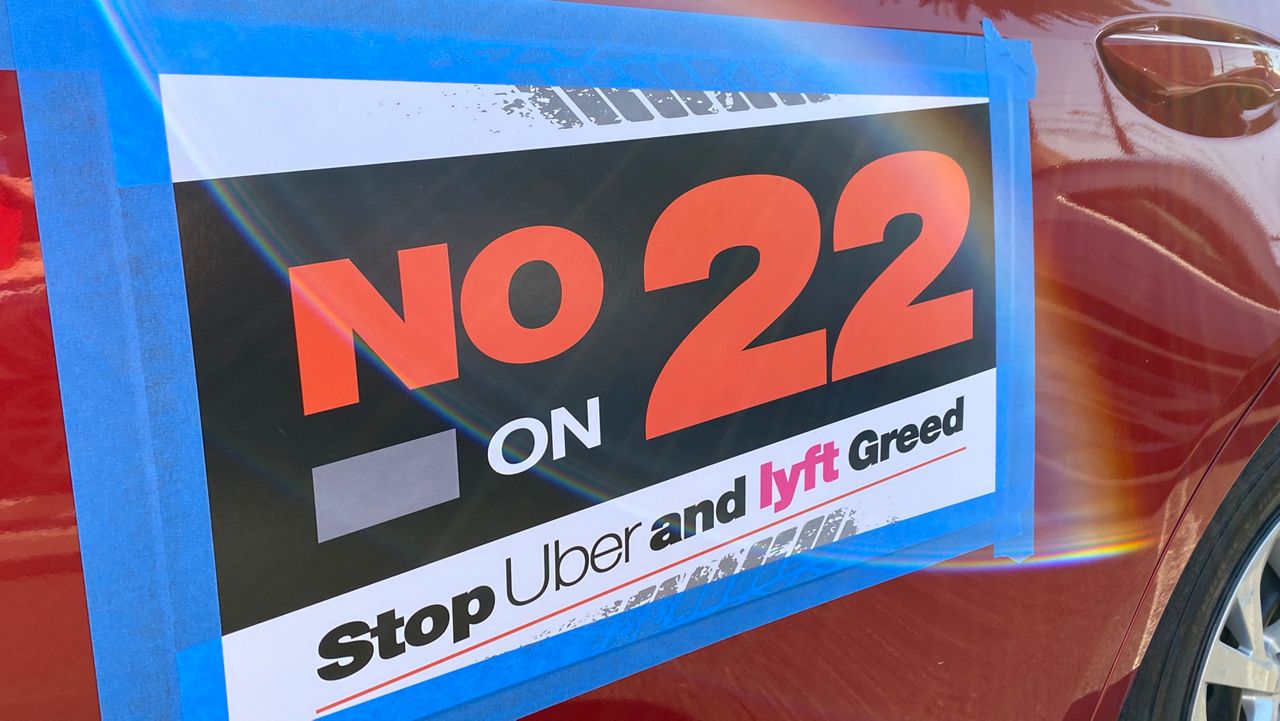 NO
ON
22
Stop Uber and lyft Greed